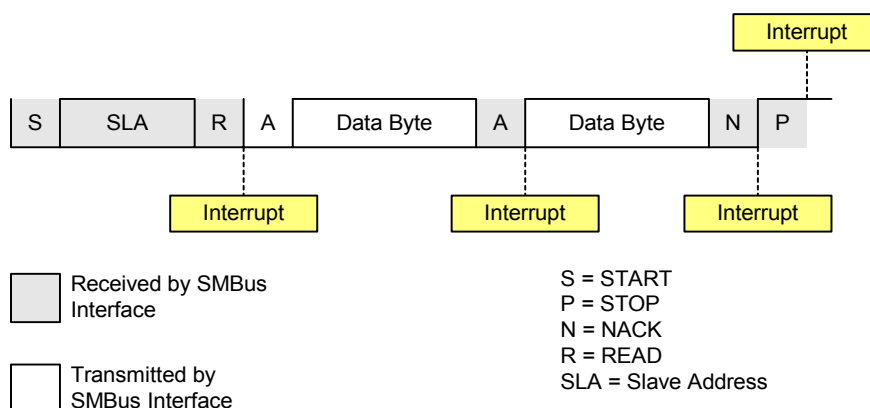 Interrupt
S SLA R A Data Byte A Data Byte N P
Interrupt Interrupt Interrupt
Received by SMBus
Interface
Transmitted by
SMBus Interface
S = START
P = STOP
N = NACK
R = READ
SLA = Slave Address